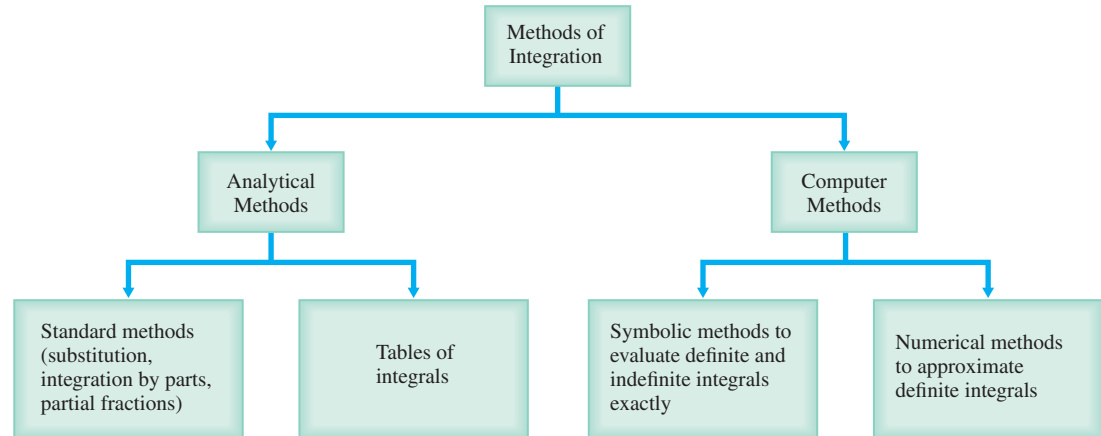 Methods of
Integration
Analytical
Methods
Computer
Methods
Standard methods
(substitution,
integration by parts,
partial fractions)
Tables of
integrals
Symbolic methods to
evaluate definite and
indefinite integrals
exactly
Numerical methods
to approximate
definite integrals